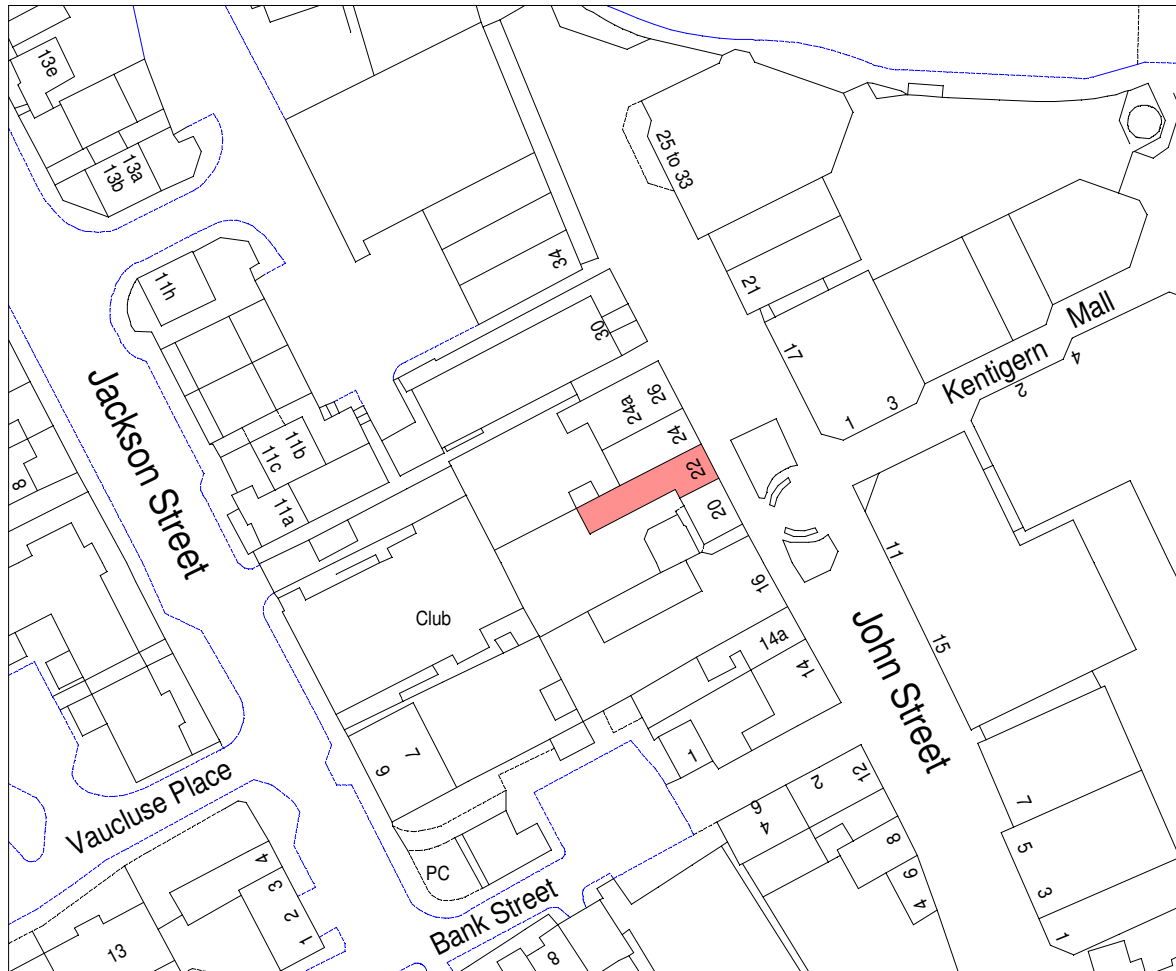 13e
13a
13b
25 to 33
34
11h
21
30
17
Mall
Kentigern
4
2
3
1
26
24a
24
22
20
11b
11c
11a
8
Jackson Street
11
16
Club
John Street
15
14a
14
7
9
1
12
2
6
4
8
6
4
7
5
3
1
Vaucluse Place
PC
4
3
2
1
13
Bank Street
8